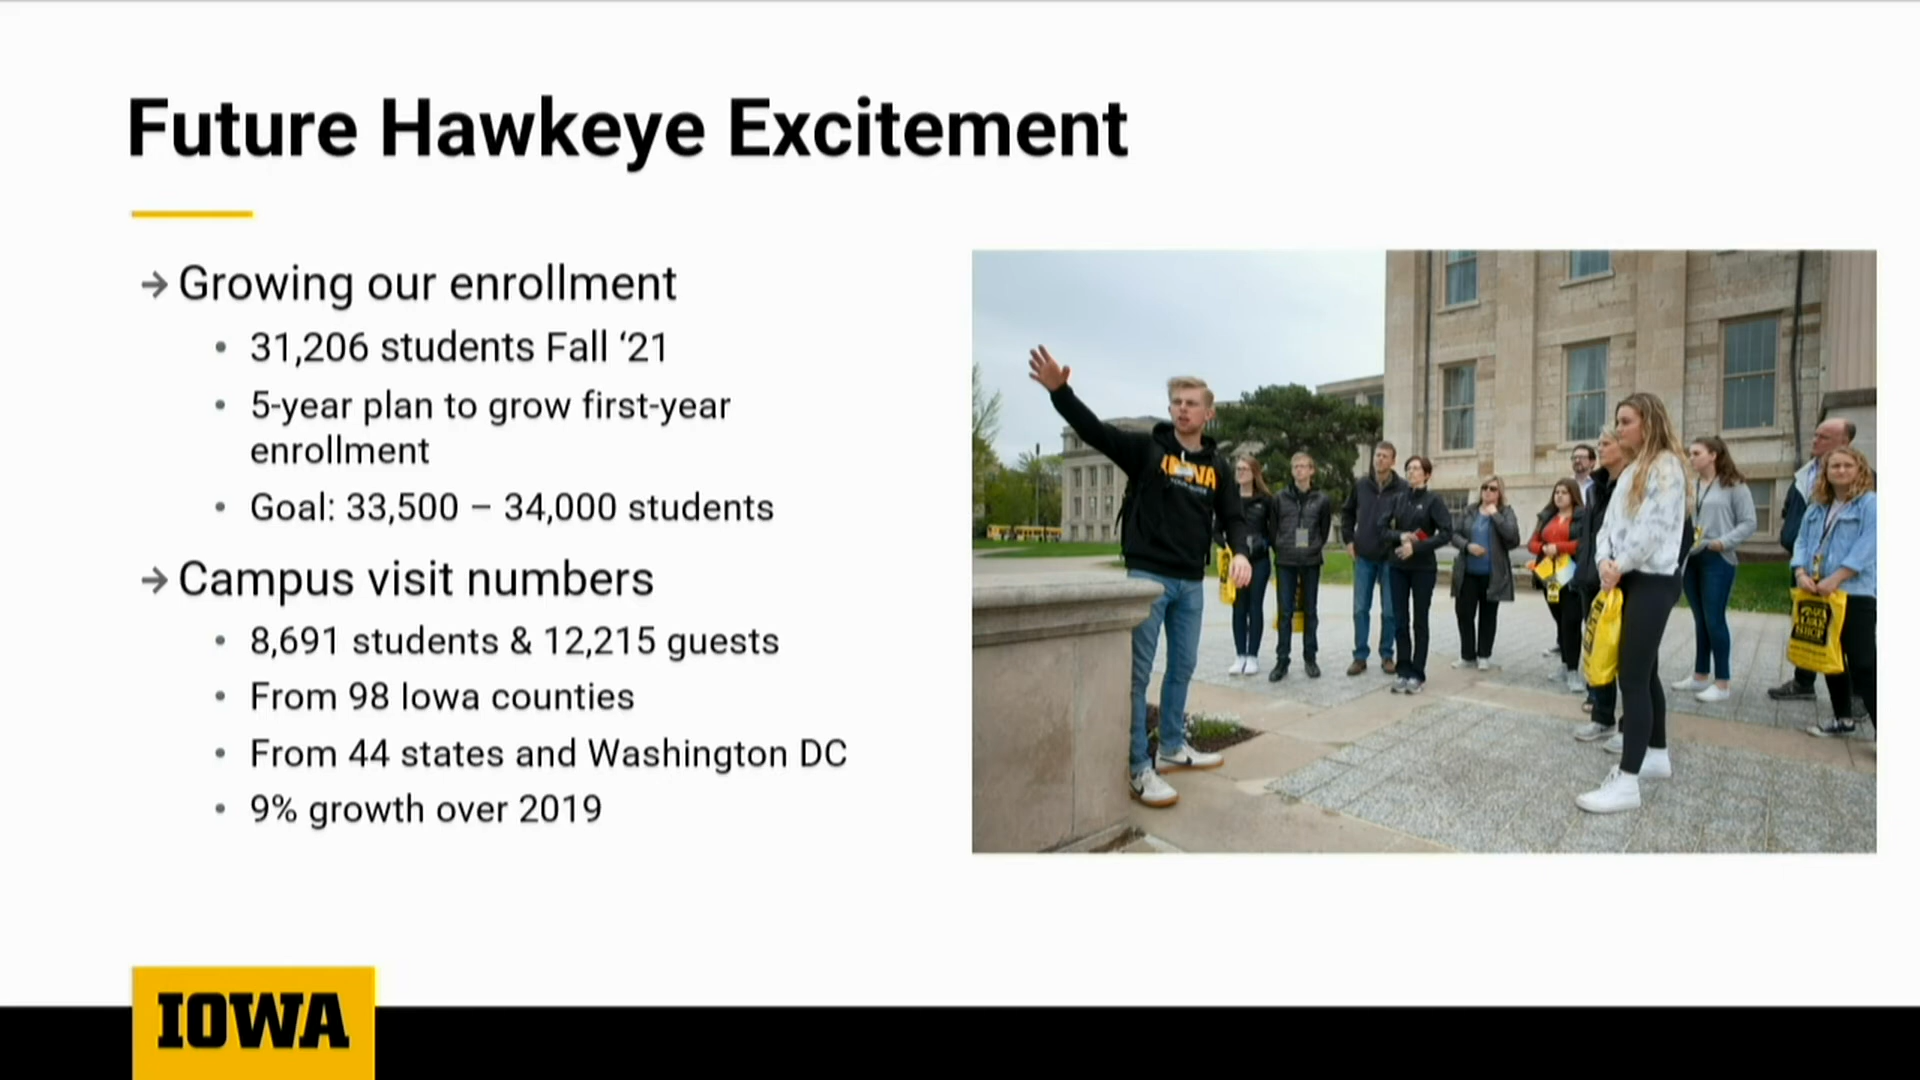 Future Hawkeye Excitement
→ Growing our enrollment
• 31,206 students Fall ‘21
• 5-year plan to grow first-year
enrollment
• Goal: 33,500 – 34,000 students
→ Campus visit numbers
• 8,691 students & 12,215 guests
• From 98 Iowa counties
• From 44 states and Washington DC
• 9% growth over 2019
IOWA
IOWA